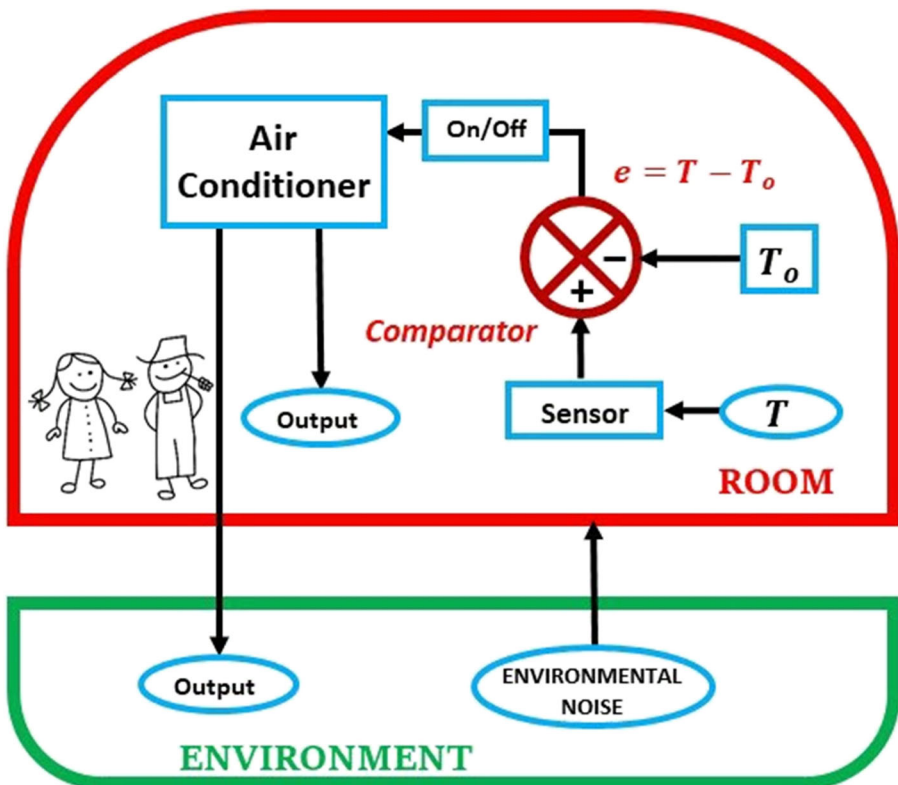 Air
Conditioner
On/Off
e = T − Tₒ
−
+
Tₒ
Comparator
Output
Sensor
T
ROOM
Output
ENVIRONMENTAL
NOISE
ENVIRONMENT